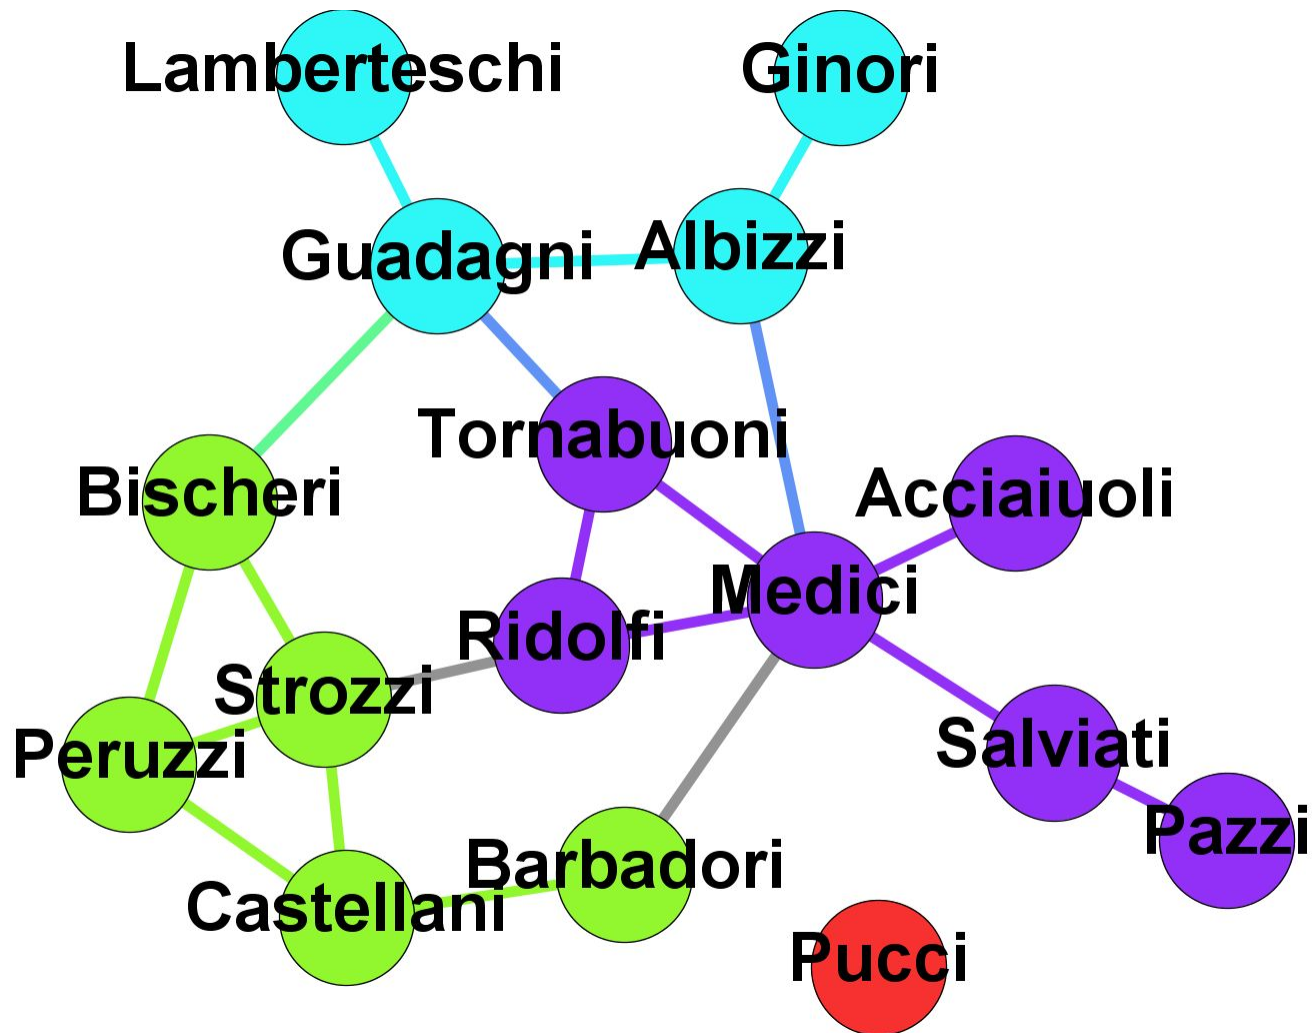 Lamberteschi
Ginori
Guadagni
Albizzi
Tornabuoni
Bischeri
Acciaiuoli
Medici
Ridolfi
Strozzi
Salviati
Peruzzi
Pazzi
Barbadori
Castellani
Pucci